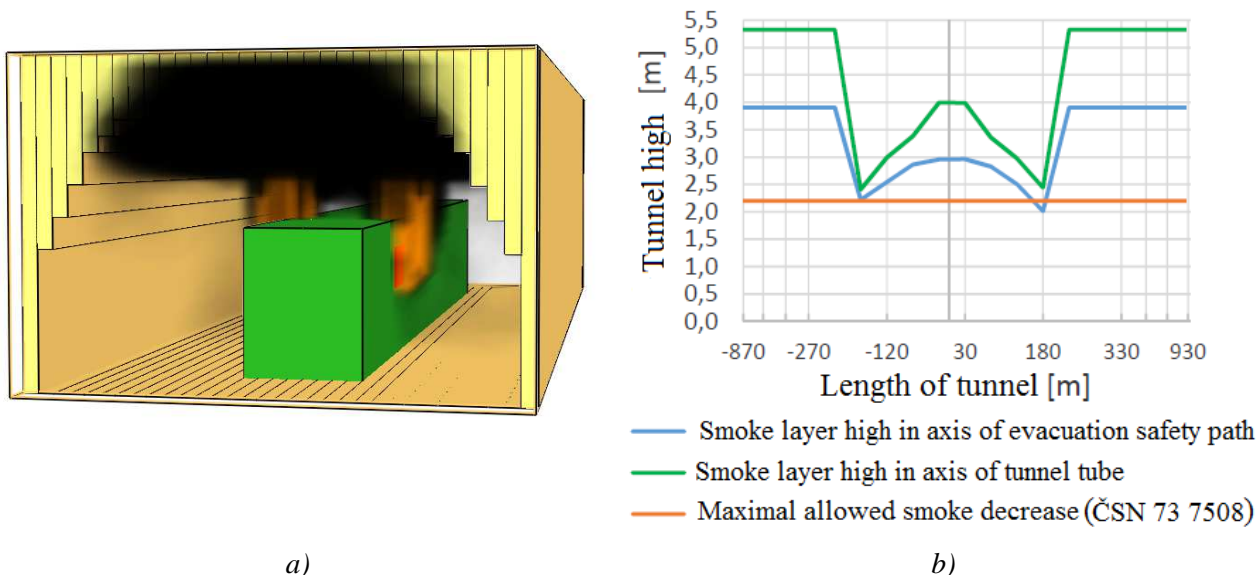 5,5
5,0
4,5
4,0
3,5
3,0
2,5
2,0
1,5
1,0
0,5
0,0
Tunnel high [m]
-870 -270 -120 30 180 330 930
Length of tunnel [m]
Smoke layer high in axis of evacuation safety path
Smoke layer high in axis of tunnel tube
Maximal allowed smoke decrease (ČSN 73 7508)
a) b)